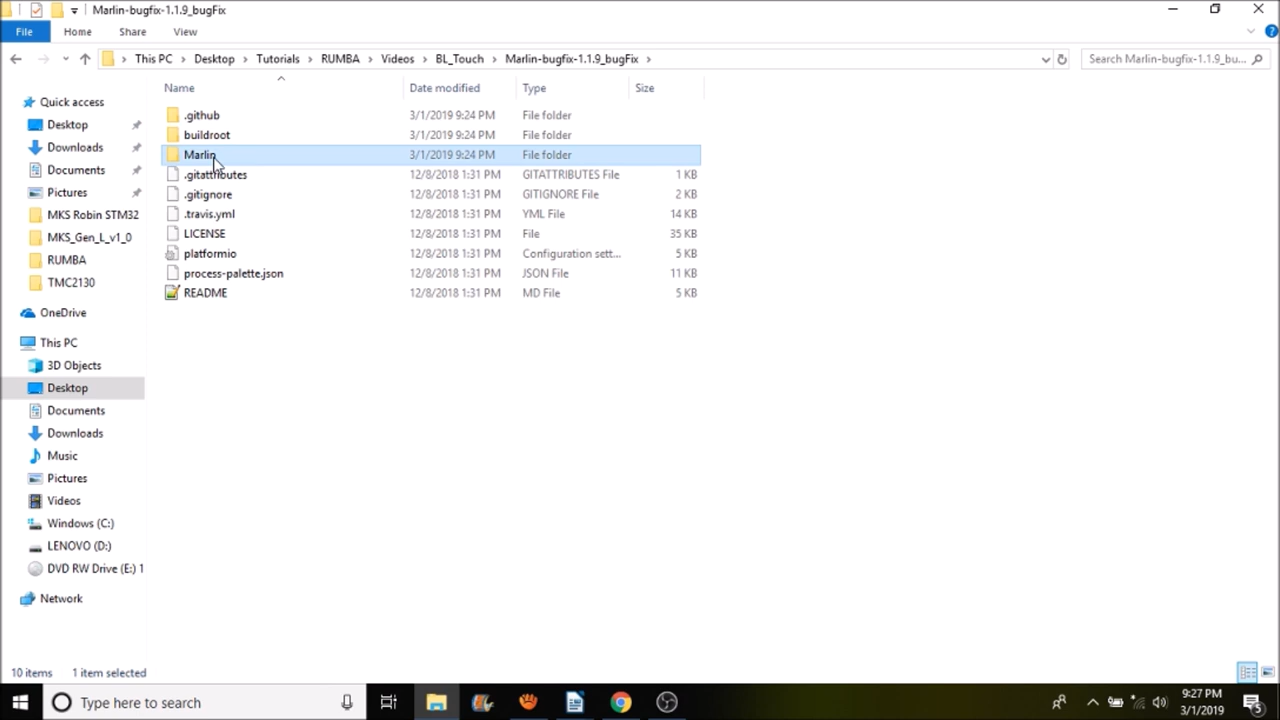 Marlin-bugfix-1.1.9_bugFix
File Home Share View
This PC Desktop Tutorials RUMBA Videos BL_Touch Marlin-bugfix-1.1.9_bugFix Search Marlin-bugfix-1.1.9_bu...
Name Date modified Type Size
Quick access
Desktop
Downloads
Documents
Pictures
MKS Robin STM32
MKS_Gen_L_v1_0
RUMBA
TMC2130
OneDrive
This PC
3D Objects
Desktop
Documents
Downloads
Music
Pictures
Videos
Windows (C:)
LENOVO (D:)
DVD RW Drive (E:) 1
Network
.github 3/1/2019 9:24 PM File folder
buildroot 3/1/2019 9:24 PM File folder
Marlin 3/1/2019 9:24 PM File folder
.gitattributes 12/8/2018 1:31 PM GITATTRIBUTES File 1 KB
.gitignore 12/8/2018 1:31 PM GITIGNORE File 2 KB
.travis.yml 12/8/2018 1:31 PM YML File 14 KB
LICENSE 12/8/2018 1:31 PM File 35 KB
platformio 12/8/2018 1:31 PM Configuration sett... 5 KB
process-palette.json 12/8/2018 1:31 PM JSON File 11 KB
README 12/8/2018 1:31 PM MD File 5 KB
10 items 1 item selected
Type here to search
9:27 PM
3/1/2019
5